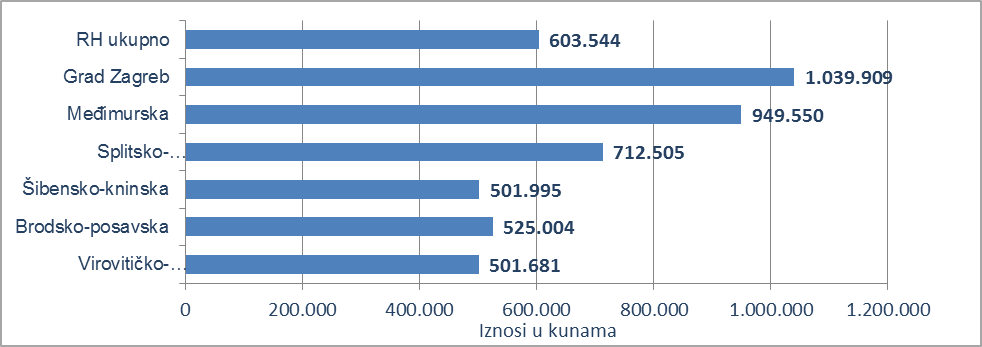 RH ukupno 603.544
Grad Zagreb 1.039.909
Međimurska 949.550
Splitsko-... 712.505
Šibensko-kninska 501.995
Brodsko-posavska 525.004
Virovitičko-... 501.681
0 200.000 400.000 600.000 800.000 1.000.000 1.200.000
Iznosi u kunama